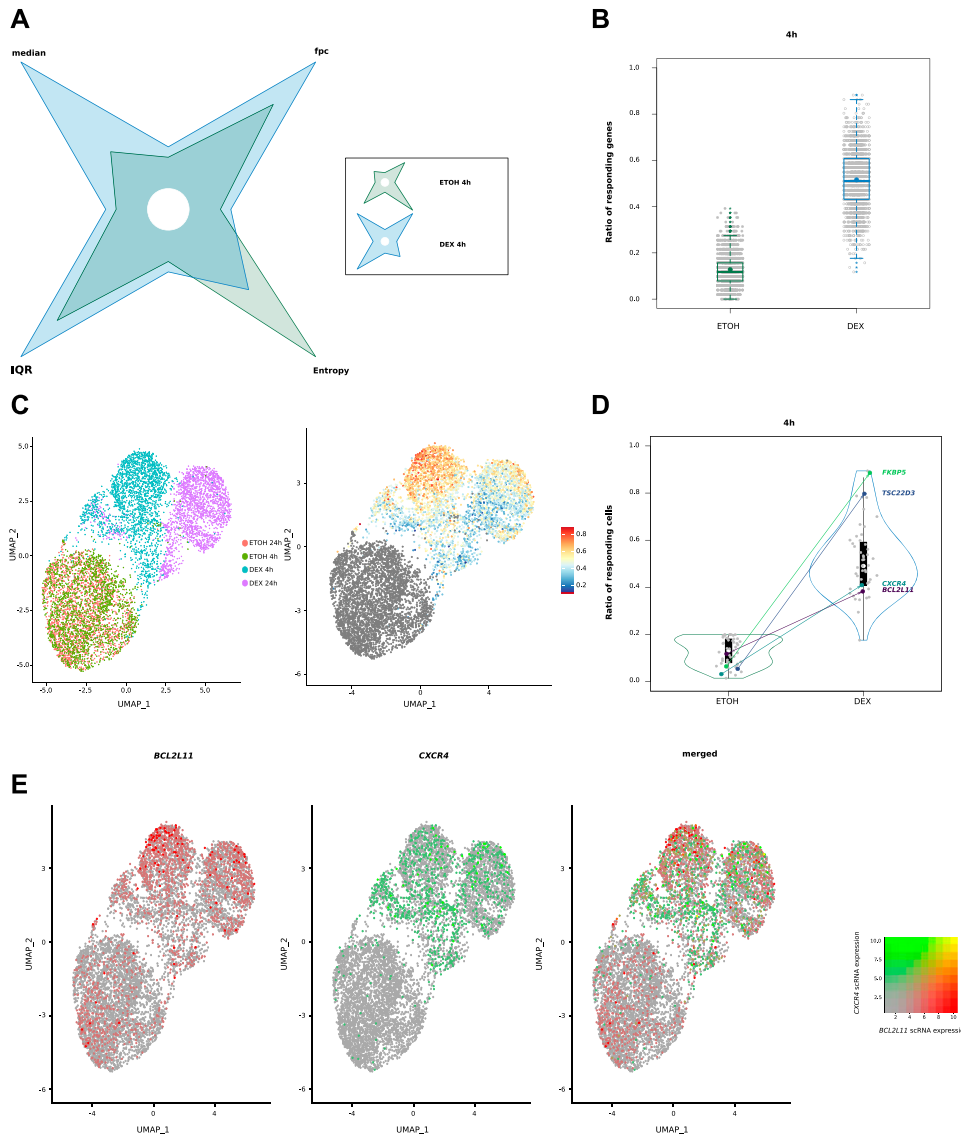 A
median
fpc
IQR
Entropy
ETOH 4h
DEX 4h
B
4h
Ratio of responding genes
1.0
0.8
0.6
0.4
0.2
0.0
ETOH
DEX
C
UMAP_2
5.0
2.5
0.0
-2.5
-5.0
-5.0
-2.5
0.0
2.5
5.0
UMAP_1
ETOH 24h
ETOH 4h
DEX 4h
DEX 24h
UMAP_2
3
0
-3
-6
-4
0
4
UMAP_1
0.8
0.6
0.4
0.2
D
4h
Ratio of responding cells
1.0
0.8
0.6
0.4
0.2
0.0
ETOH
DEX
FKBP5
TSC22D3
CXCR4
BCL2L11
E
BCL2L11
UMAP_2
3
0
-3
-6
-4
0
4
UMAP_1
CXCR4
UMAP_2
3
0
-3
-6
-4
0
4
UMAP_1
merged
UMAP_2
3
0
-3
-6
-4
0
4
UMAP_1
CXCR4 scRNA expression
10.0
7.5
5.0
2.5
2
4
6
8
10
BCL2L11 scRNA expressio